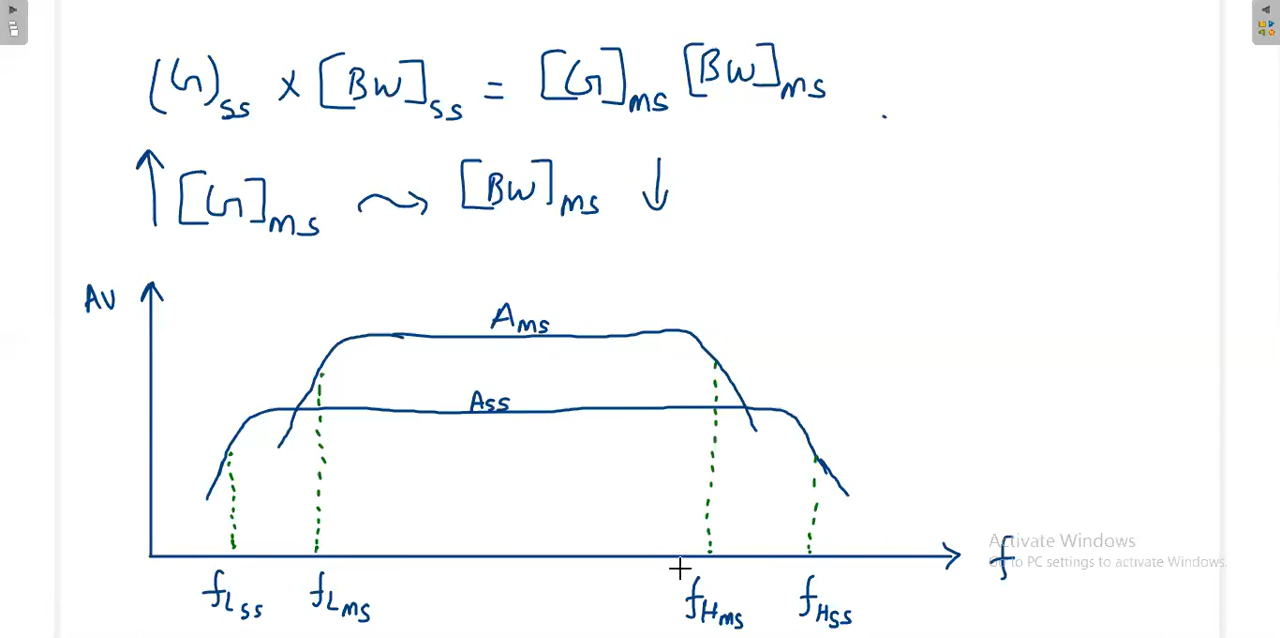 (G)ss × [BW]ss = [G]ms [BW]ms .
↑ [G]ms ⇝ [BW]ms ↓
Av
Ams
Ass
Activate Windows
Go to PC settings to activate Windows.
f
fLss fLms fHms fHss